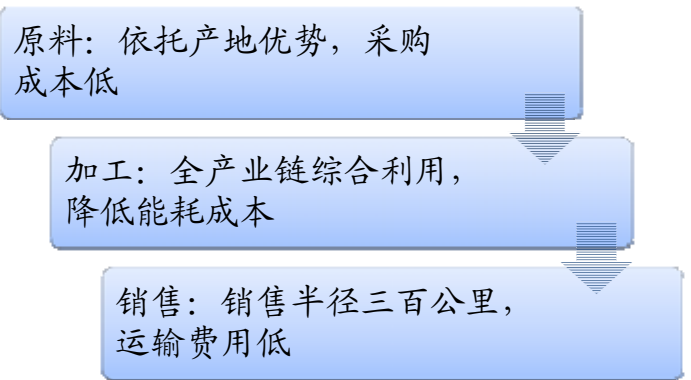 原料：依托产地优势，采购
成本低
加工：全产业链综合利用，
降低能耗成本
销售：销售半径三百公里，
运输费用低